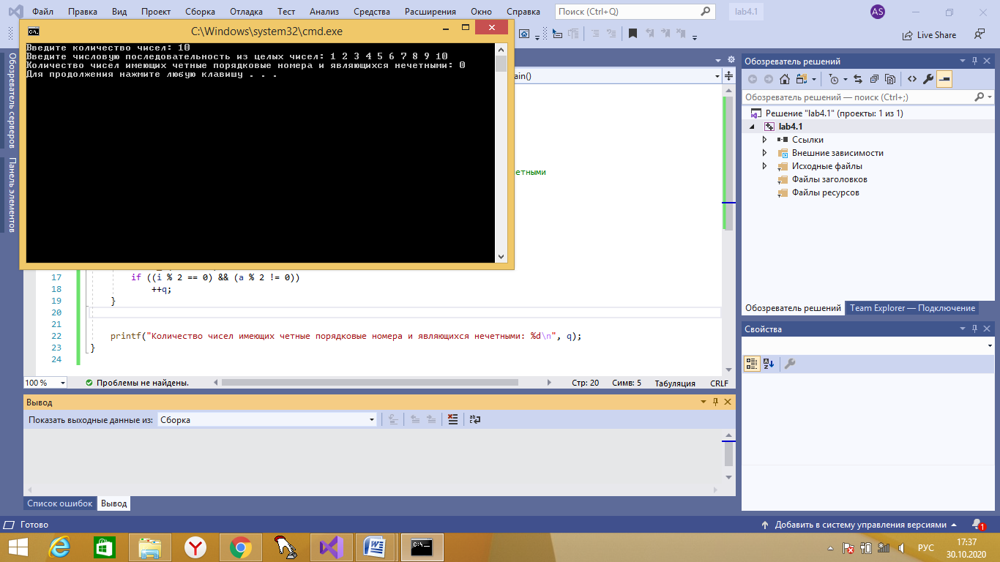 Файл Правка Вид Проект Сборка Отладка Тест Анализ Средства Расширения Окно Справка Поиск (Ctrl+Q) lab4.1 AS
C:\Windows\system32\cmd.exe
Live Share
Введите количество чисел: 10
Введите числовую последовательность из целых чисел: 1 2 3 4 5 6 7 8 9 10
Количество чисел имеющих четные порядковые номера и являющихся нечетными: 0
Для продолжения нажмите любую клавишу . . .
Обозреватель серверов
Панель элементов
ain()
етными
17 if ((i % 2 == 0) && (a % 2 != 0))
18 ++q;
19 }
20
21
22 printf("Количество чисел имеющих четные порядковые номера и являющихся нечетными: %d\n", q);
23 }
24
100 % Проблемы не найдены. Стр: 20 Симв: 5 Табуляция CRLF
Вывод
Показать выходные данные из: Сборка
Список ошибок Вывод
Обозреватель решений
Обозреватель решений — поиск (Ctrl+;)
Решение "lab4.1" (проекты: 1 из 1)
lab4.1
Ссылки
Внешние зависимости
Исходные файлы
Файлы заголовков
Файлы ресурсов
Обозреватель решений Team Explorer — Подключение
Свойства
Готово Добавить в систему управления версиями 1
РУС 17:37
30.10.2020